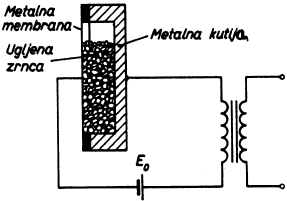 Metalna
membrana
Ugljena
zrnca
Metalna kutija
E₀